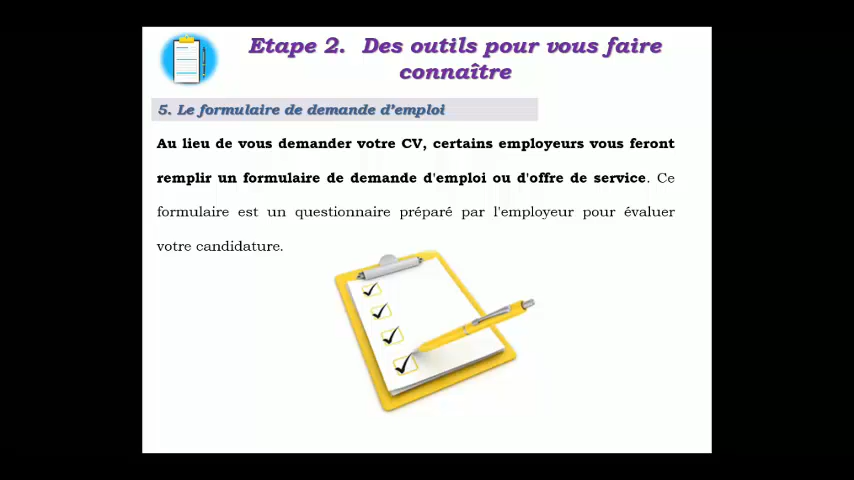 Etape 2. Des outils pour vous faire
connaître
5. Le formulaire de demande d'emploi
Au lieu de vous demander votre CV, certains employeurs vous feront
remplir un formulaire de demande d'emploi ou d'offre de service. Ce
formulaire est un questionnaire préparé par l'employeur pour évaluer
votre candidature.